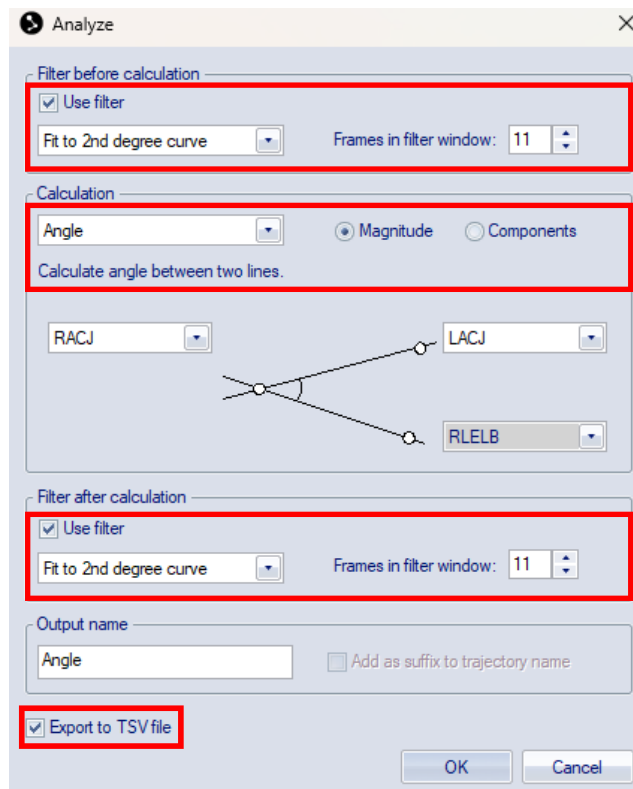 Analyze
Filter before calculation
Use filter
Fit to 2nd degree curve
Frames in filter window: 11
Calculation
Angle
Magnitude
Components
Calculate angle between two lines.
RACJ
LACJ
RLELB
Filter after calculation
Use filter
Fit to 2nd degree curve
Frames in filter window: 11
Output name
Angle
Add as suffix to trajectory name
Export to TSV file
OK
Cancel